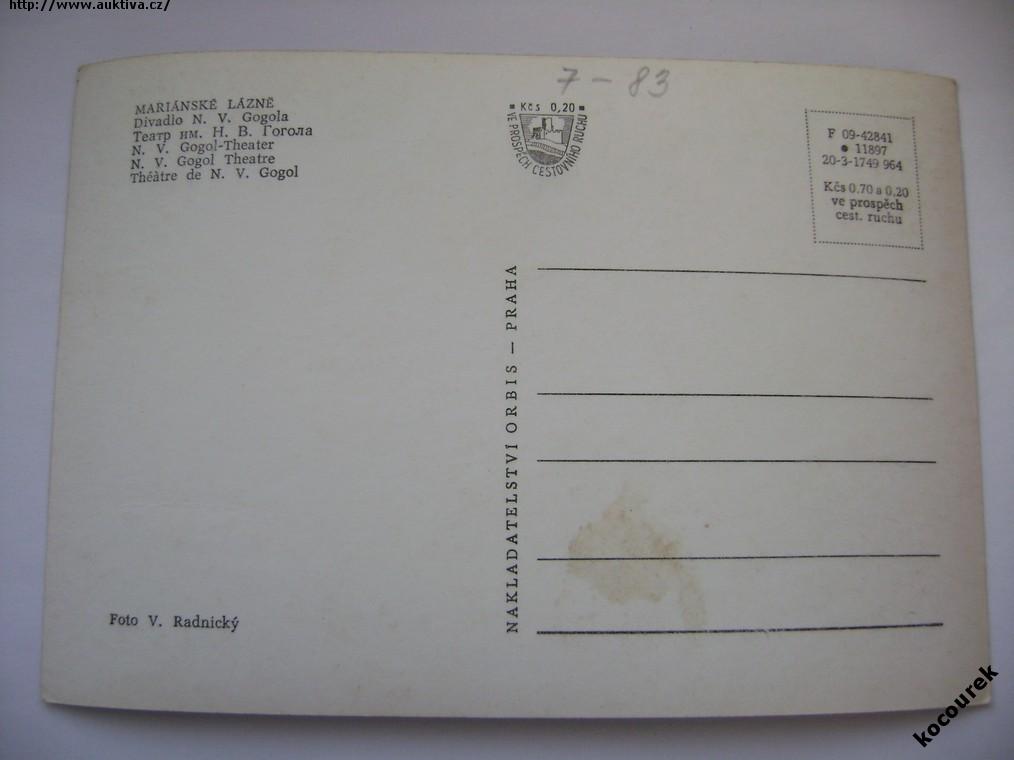 http://www.auktiva.cz/
7 - 83
MARIÁNSKÉ LÁZNĚ
Divadlo N. V. Gogola
Театр им. Н. В. Гогола
N. V. Gogol-Theater
N. V. Gogol Theatre
Théâtre de N. V. Gogol
Kčs 0,20
VE PROSPĚCH CESTOVNÍHO RUCHU
F 09-42841
• 11897
20-3-1749 964
Kčs 0.70 a 0,20
ve prospěch
cest. ruchu
NAKLADATELSTVÍ ORBIS — PRAHA
Foto V. Radnický
kocourek